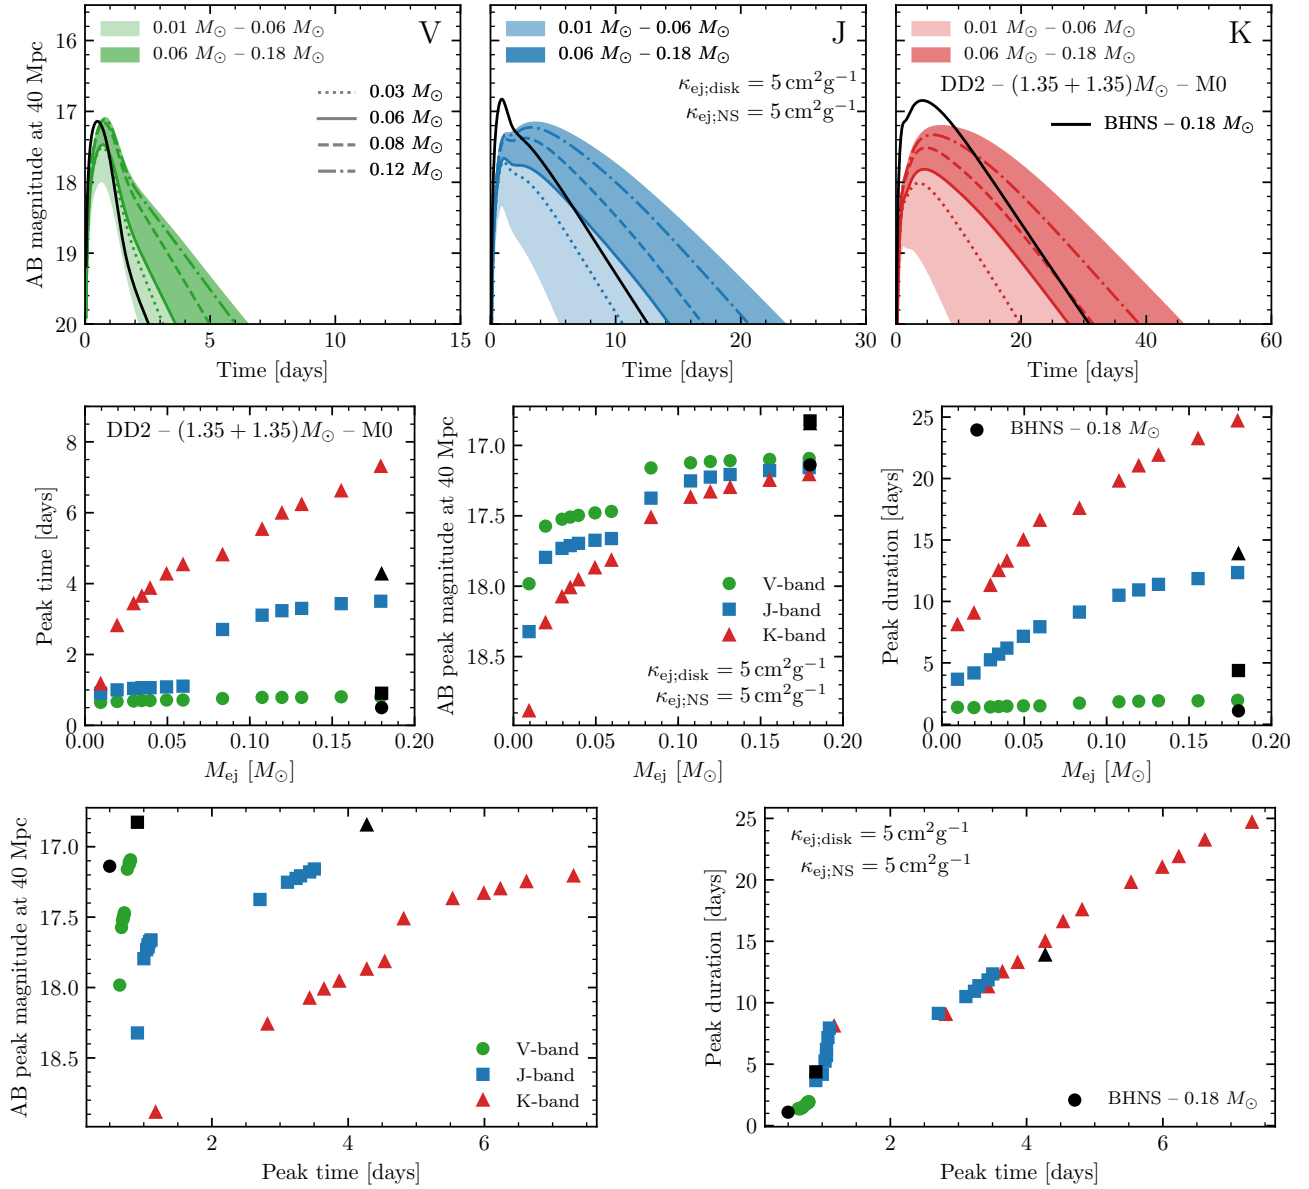 0.01 M⊙ – 0.06 M⊙
0.06 M⊙ – 0.18 M⊙
V
0.03 M⊙
0.06 M⊙
0.08 M⊙
0.12 M⊙
16
17
18
19
20
AB magnitude at 40 Mpc
0 5 10 15
Time [days]
0.01 M⊙ – 0.06 M⊙
0.06 M⊙ – 0.18 M⊙
J
κej;disk = 5 cm²g⁻¹
κej;NS = 5 cm²g⁻¹
0 10 20 30
Time [days]
0.01 M⊙ – 0.06 M⊙
0.06 M⊙ – 0.18 M⊙
K
DD2 – (1.35 + 1.35)M⊙ – M0
BHNS – 0.18 M⊙
0 20 40 60
Time [days]
DD2 – (1.35 + 1.35)M⊙ – M0
8
6
4
2
0
Peak time [days]
0.00 0.05 0.10 0.15 0.20
Mej [M⊙]
17.0
17.5
18.0
18.5
AB peak magnitude at 40 Mpc
V-band
J-band
K-band
κej;disk = 5 cm²g⁻¹
κej;NS = 5 cm²g⁻¹
0.00 0.05 0.10 0.15 0.20
Mej [M⊙]
BHNS – 0.18 M⊙
25
20
15
10
5
0
Peak duration [days]
0.00 0.05 0.10 0.15 0.20
Mej [M⊙]
17.0
17.5
18.0
18.5
AB peak magnitude at 40 Mpc
V-band
J-band
K-band
2 4 6
Peak time [days]
κej;disk = 5 cm²g⁻¹
κej;NS = 5 cm²g⁻¹
25
20
15
10
5
0
Peak duration [days]
BHNS – 0.18 M⊙
2 4 6
Peak time [days]